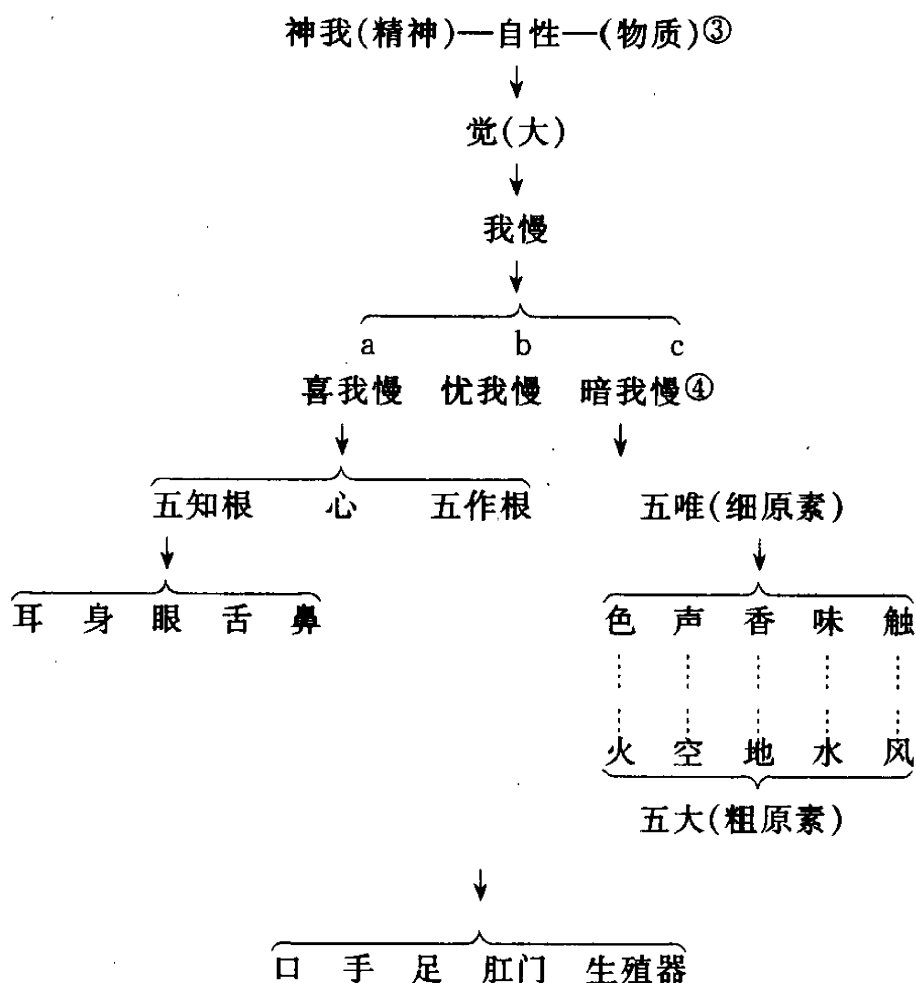 神我(精神)—自性—(物质)③
觉(大)
我慢
a b c
喜我慢 忧我慢 暗我慢④
五知根 心 五作根 五唯(细原素)
耳 身 眼 舌 鼻 色 声 香 味 触
火 空 地 水 风
五大(粗原素)
口 手 足 肛门 生殖器